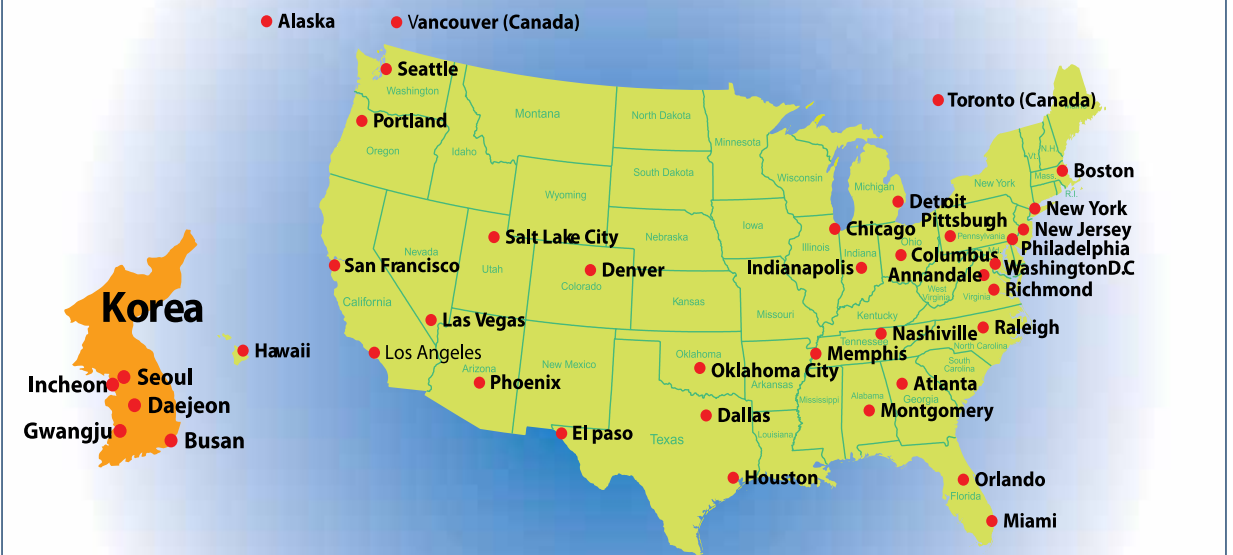 Alaska
Vancouver (Canada)
Seattle
Washington
Toronto (Canada)
Portland
Montana
North Dakota
Minnesota
Oregon
Idaho
Vt.
N.H.
Mass.
R.I.
Boston
South Dakota
Wisconsin
Michigan
New York
Wyoming
Detroit
New York
Pittsburgh
Chicago
Iowa
New Jersey
Salt Lake City
Nebraska
Pennsylvania
Philadelphia
Nevada
Illinois
Indiana
Ohio
Columbus
San Francisco
Utah
Denver
Indianapolis
Annandale
WashingtonD.C
Colorado
West
Virginia
Virginia
Richmond
California
Kansas
Missouri
Kentucky
Korea
Las Vegas
Nashiville
Raleigh
Tennessee
North Carolina
Hawaii
Los Angeles
Oklahoma
Memphis
South
Carolina
Arizona
New Mexico
Oklahoma City
Arkansas
Incheon
Seoul
Phoenix
Atlanta
Daejeon
Mississippi
Alabama
Georgia
Montgomery
Dallas
Gwangju
Busan
El paso
Texas
Louisiana
Houston
Orlando
Florida
Miami